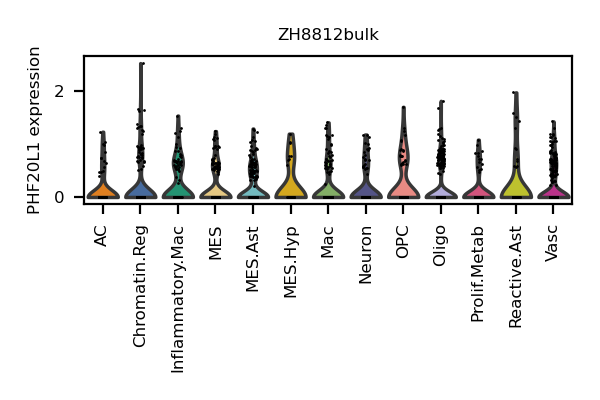 ZH8812bulk
PHF20L1 expression
2
0
AC
Chromatin.Reg
Inflammatory.Mac
MES
MES.Ast
MES.Hyp
Mac
Neuron
OPC
Oligo
Prolif.Metab
Reactive.Ast
Vasc